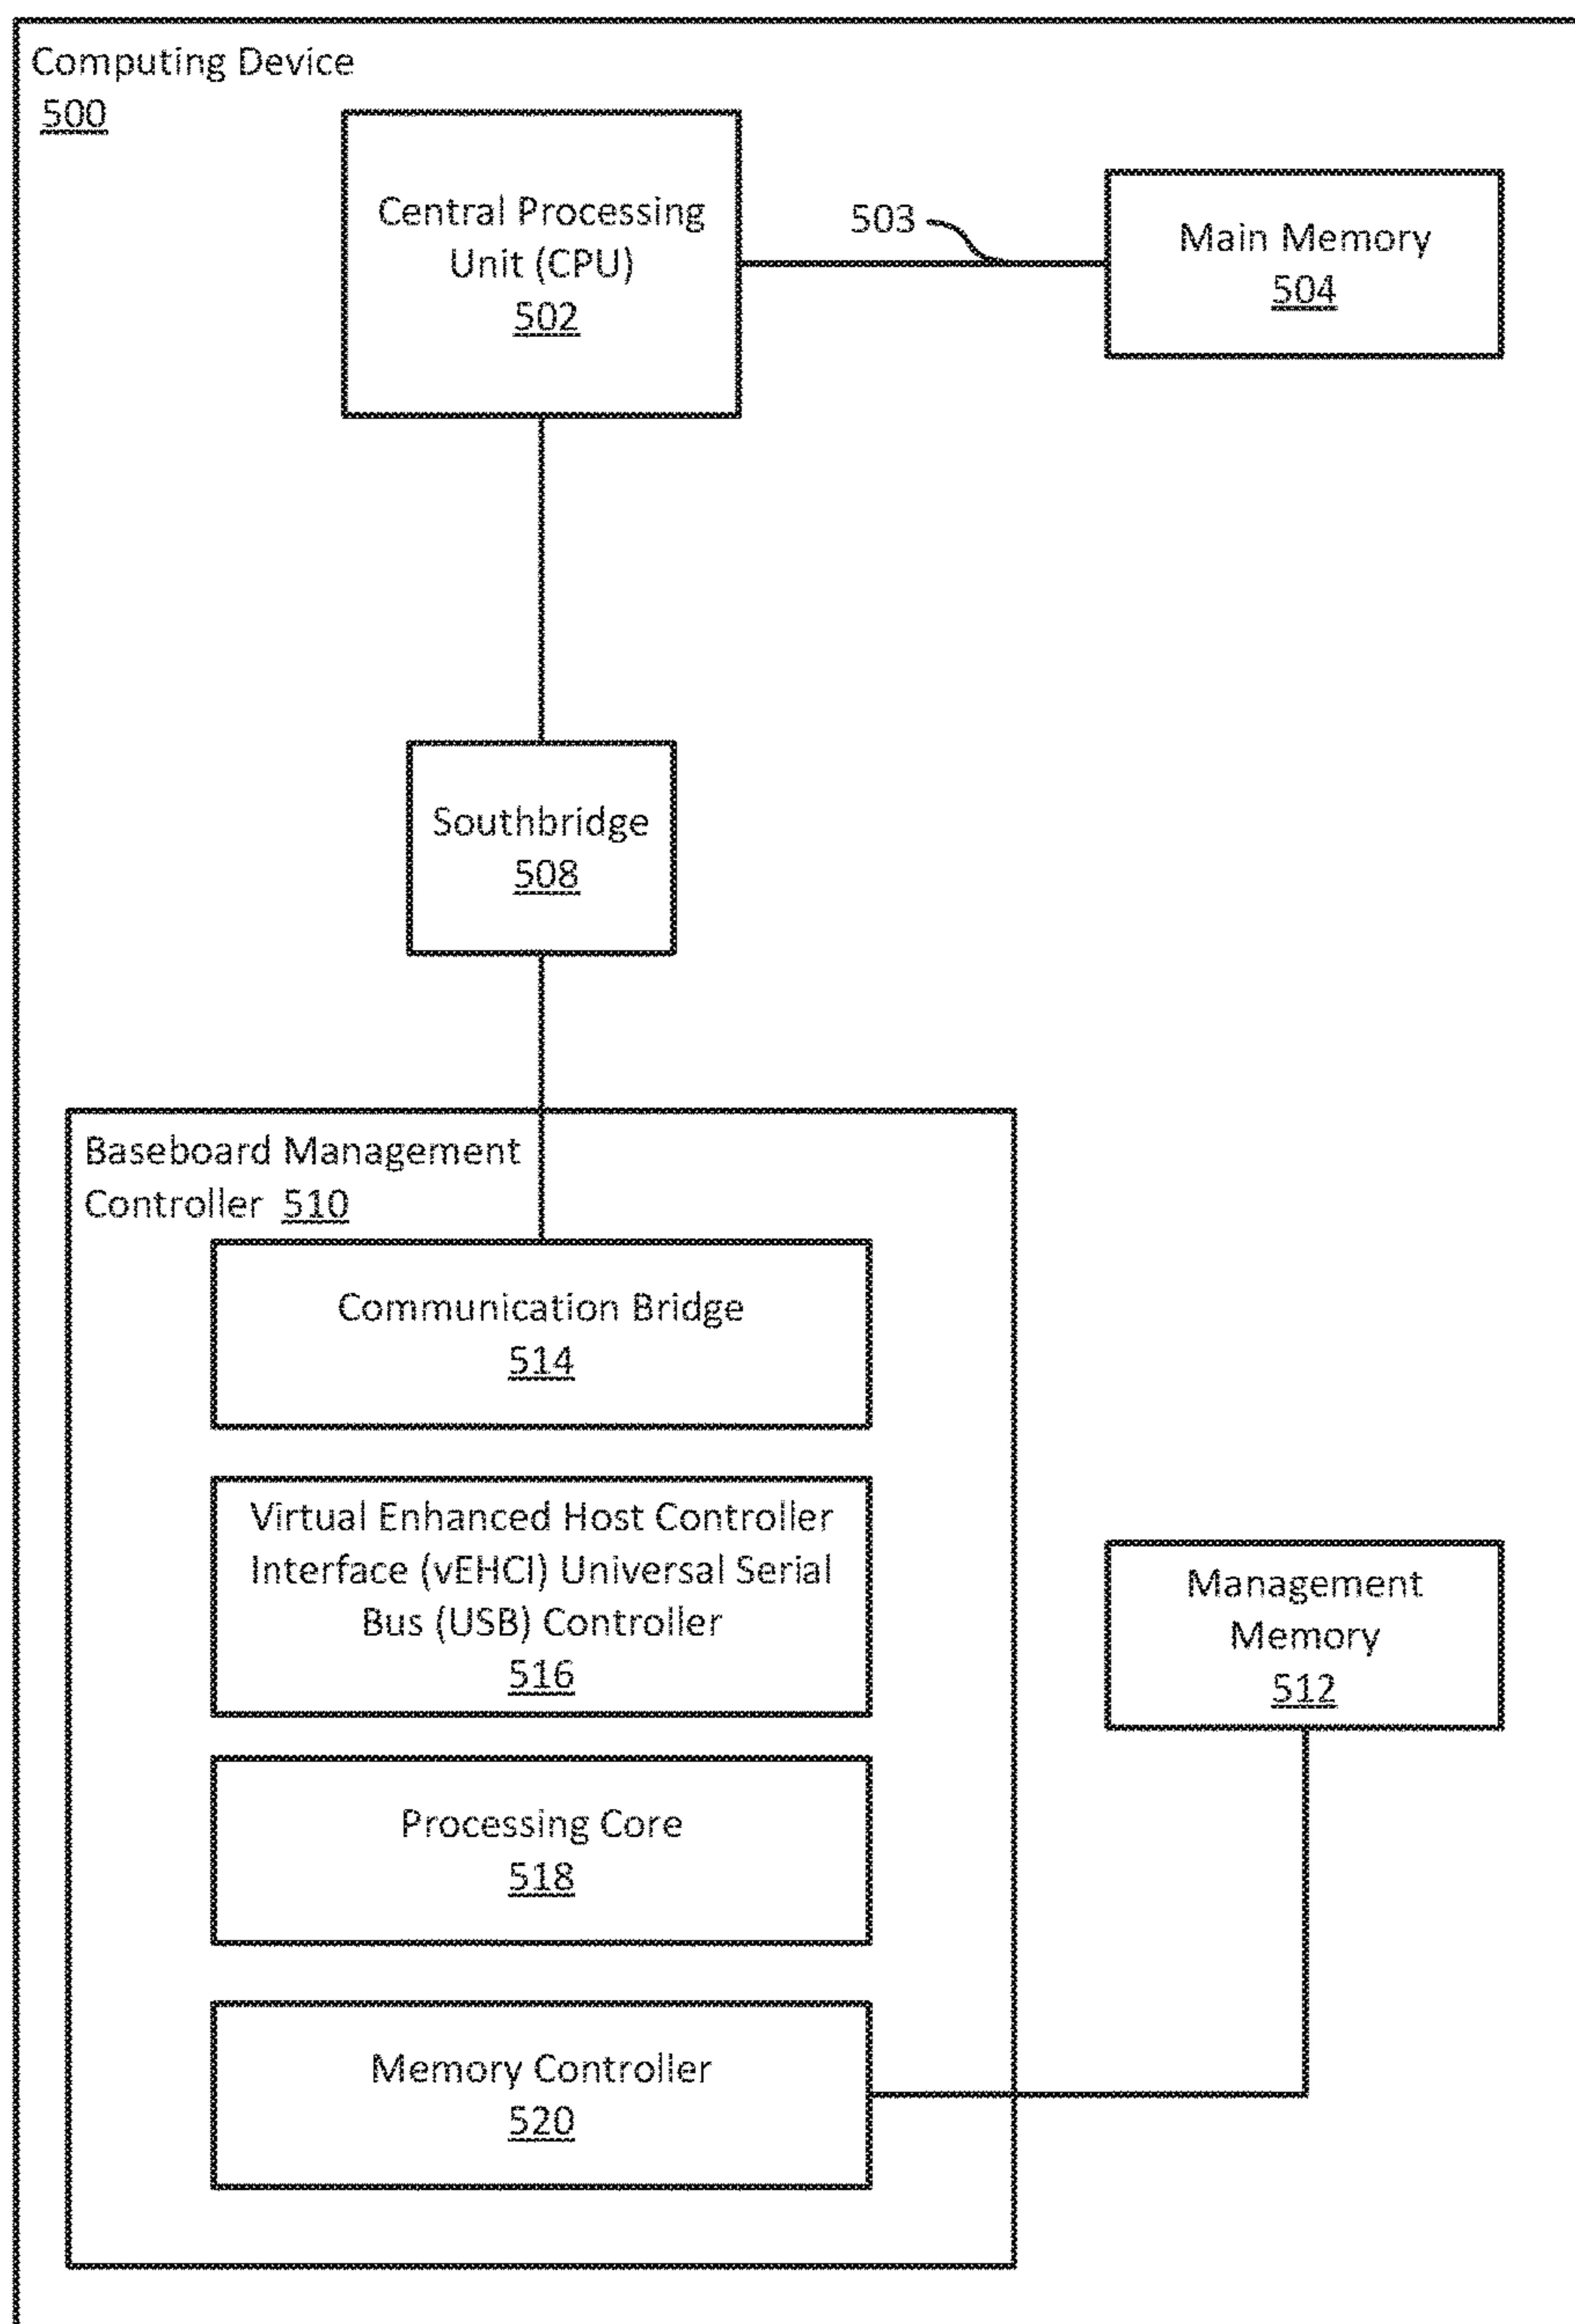 Computing Device
500
Central Processing
Unit (CPU)
502
503
Main Memory
504
Southbridge
508
Baseboard Management
Controller 510
Communication Bridge
514
Virtual Enhanced Host Controller
Interface (vEHCI) Universal Serial
Bus (USB) Controller
516
Management
Memory
512
Processing Core
518
Memory Controller
520